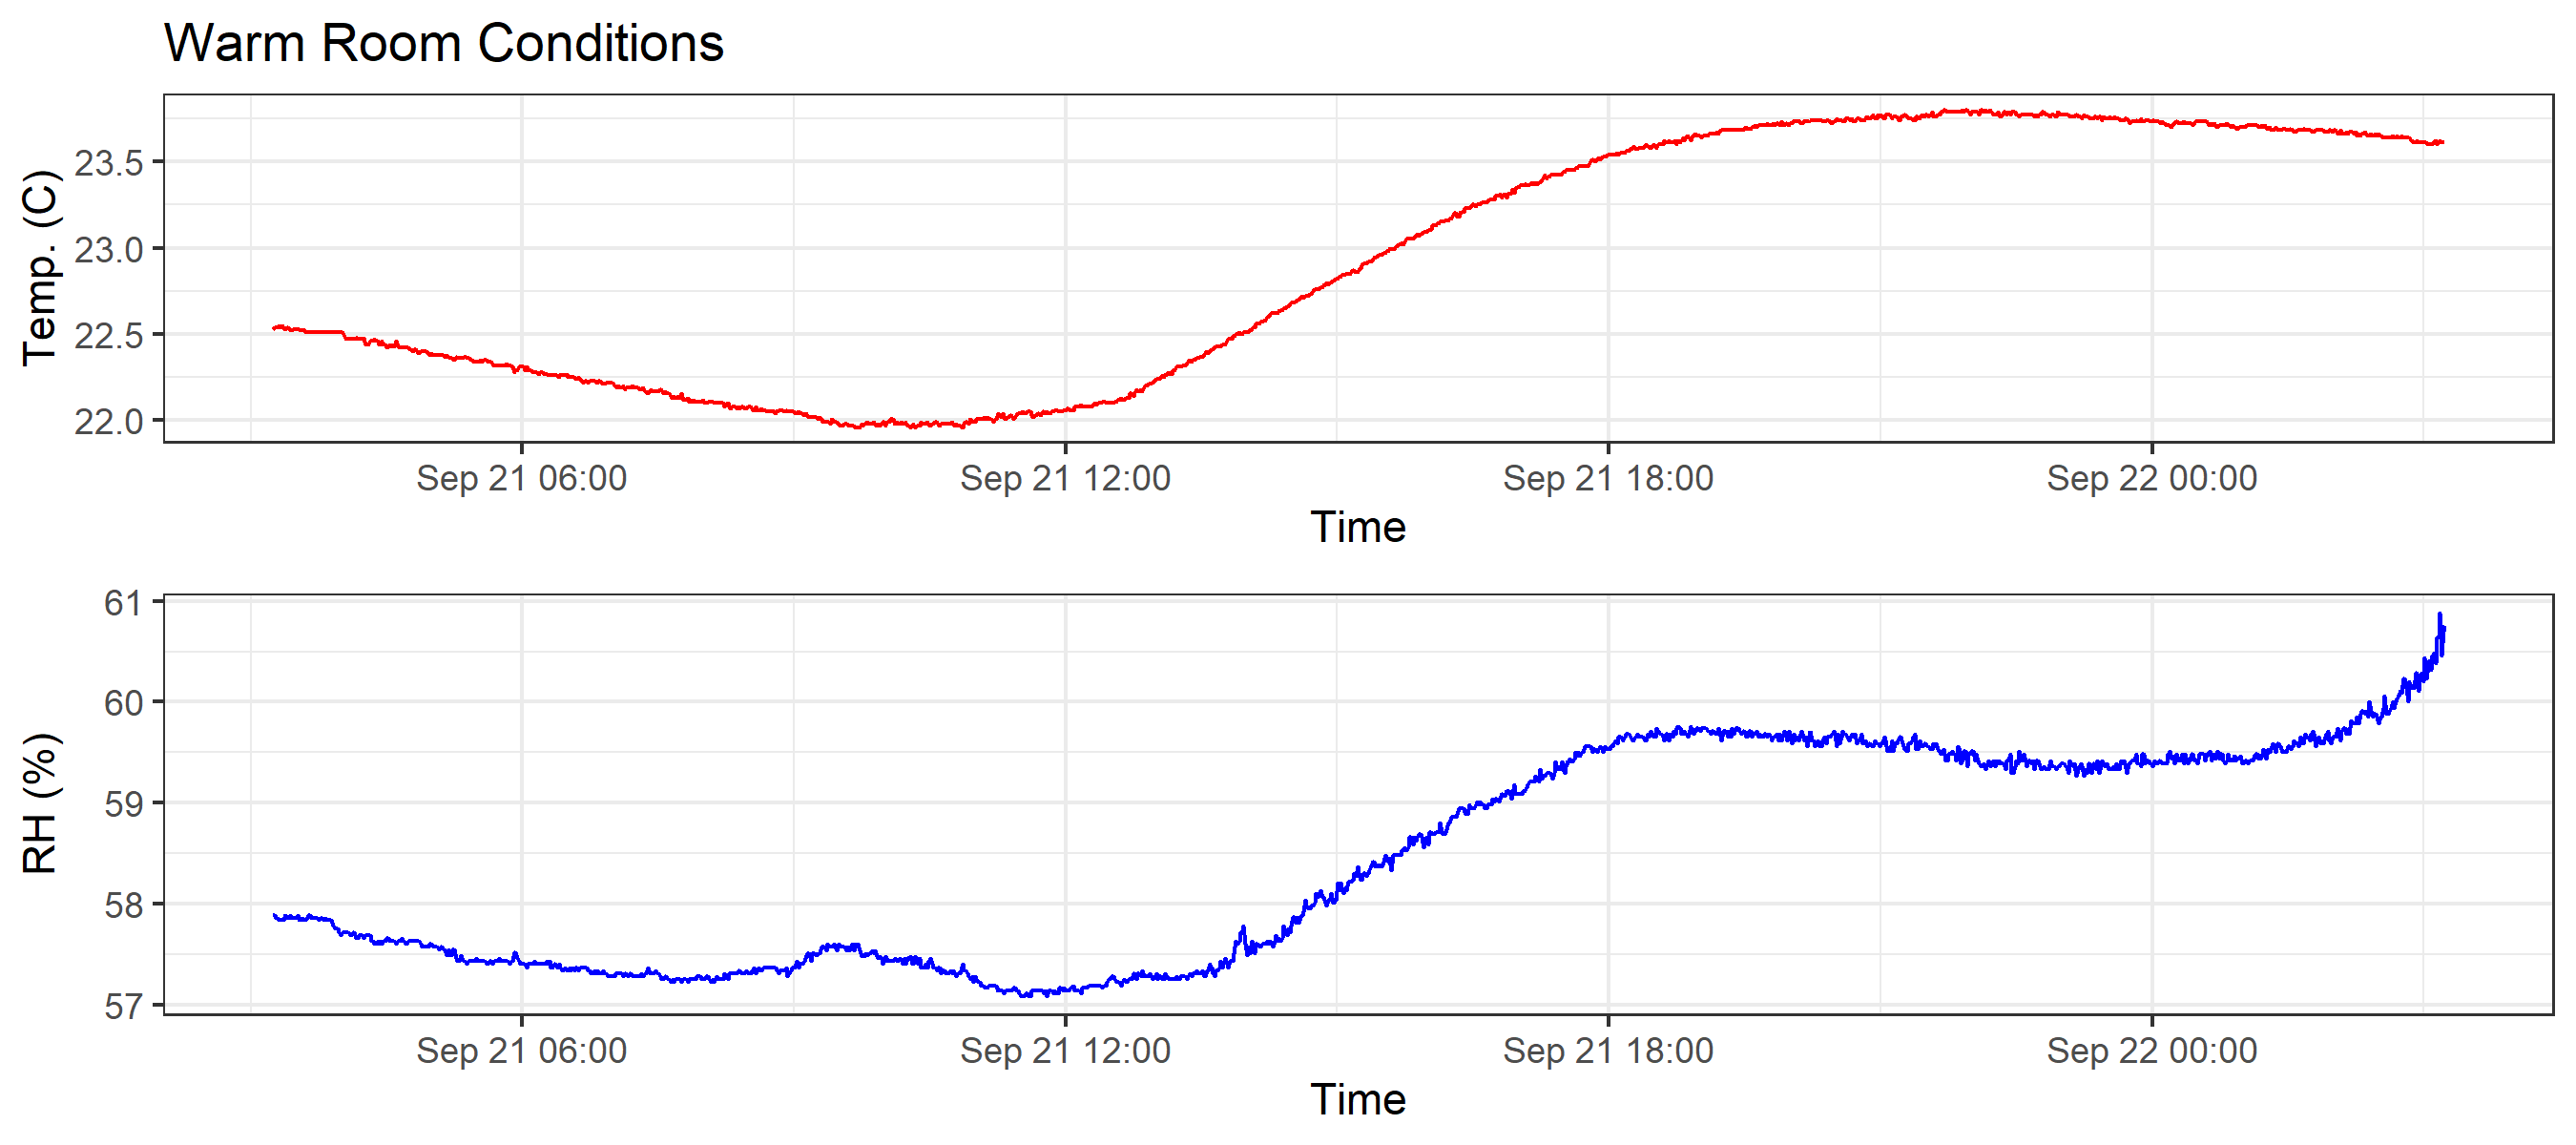 Warm Room Conditions
Temp. (C)
23.5
23.0
22.5
22.0
Sep 21 06:00 Sep 21 12:00 Sep 21 18:00 Sep 22 00:00
Time
RH (%)
61
60
59
58
57
Sep 21 06:00 Sep 21 12:00 Sep 21 18:00 Sep 22 00:00
Time